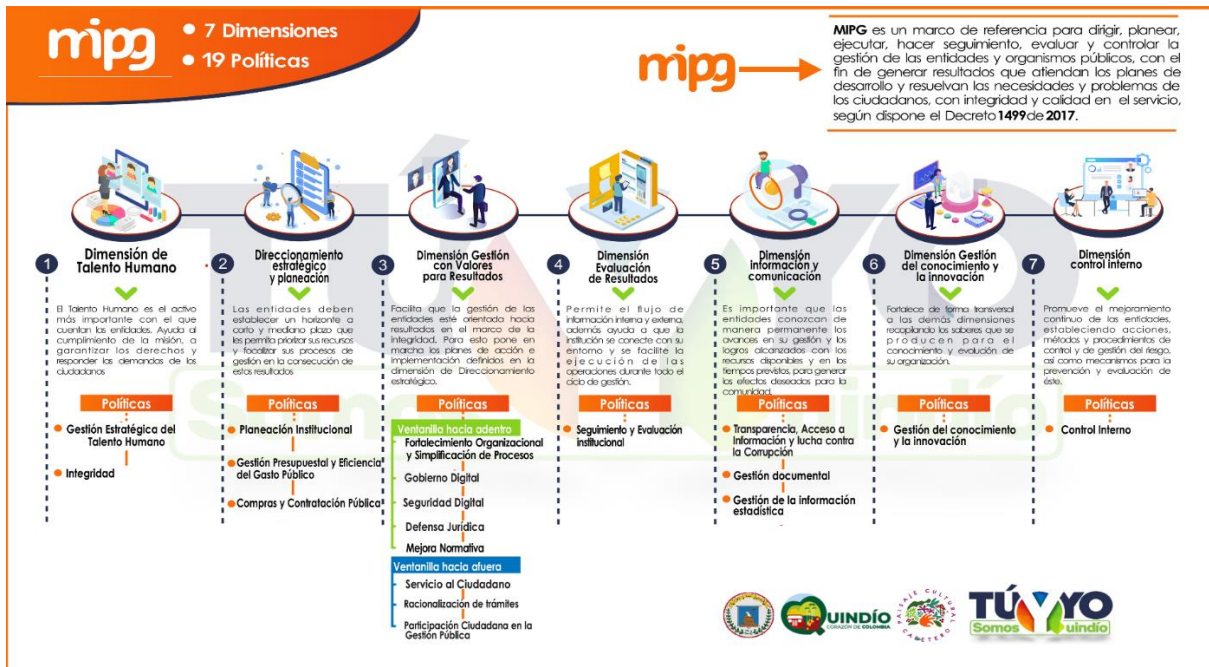 mipg
7 Dimensiones
19 Políticas
mipg
MIPG es un marco de referencia para dirigir, planear,
ejecutar, hacer seguimiento, evaluar y controlar la
gestión de las entidades y organismos públicos, con el
fin de generar resultados que atiendan los planes de
desarrollo y resuelvan las necesidades y problemas de
los ciudadanos, con integridad y calidad en el servicio,
según dispone el Decreto 1499 de 2017.
1
Dimensión de
Talento Humano
El Talento Humano es el activo
más importante con el que
cuentan las entidades. Ayuda al
cumplimiento de la misión, a
garantizar los derechos y
responder las demandas de los
ciudadanos
Políticas
Gestión Estratégica del
Talento Humano
Integridad
2
Direccionamiento
estratégico
y planeación
Las entidades deben
establecer un horizonte a
corto y mediano plazo que
les permita priorizar sus recursos
y focalizar sus procesos de
gestión en la consecución de
estos resultados
Políticas
Planeación Institucional
Gestión Presupuestal y Eficiencia
del Gasto Público
Compras y Contratación Pública
3
Dimensión Gestión
con Valores
para Resultados
Facilita que la gestión de las
entidades esté orientada hacia
resultados en el marco de la
integridad. Para esto pone en
marcha los planes de acción e
implementación definidos en la
dimensión de Direccionamiento
estratégico.
Políticas
Ventanilla hacia adentro
Fortalecimiento Organizacional
y Simplificación de Procesos
Gobierno Digital
Seguridad Digital
Defensa Jurídica
Mejora Normativa
Ventanilla hacia afuera
Servicio al Ciudadano
Racionalización de trámites
Participación Ciudadana en la
Gestión Pública
4
Dimensión
Evaluación
de Resultados
Permite el flujo de
información interna y externa,
además ayuda a que la
institución se conecte con su
entorno y se facilite la
ejecución de las
operaciones durante todo el
ciclo de gestión.
Políticas
Seguimiento y Evaluación
institucional
5
Dimensión
información y
comunicación
Es importante que las
entidades conozcan de
manera permanente los
avances en su gestión y los
logros alcanzados con los
recursos disponibles y en los
tiempos previstos, para generar
los efectos deseados para la
comunidad.
Políticas
Transparencia, Acceso a
Información y lucha contra
la Corrupción
Gestión documental
Gestión de la información
estadística
6
Dimensión Gestión
del conocimiento y
la innovación
Fortalece de forma transversal
a las demás dimensiones
recopilando los saberes que se
producen para el
conocimiento y evolución de
su organización.
Políticas
Gestión del conocimiento
y la innovación
7
Dimensión
control interno
Promueve el mejoramiento
continuo de las entidades,
estableciendo acciones,
métodos y procedimientos de
control y de gestión del riesgo,
así como mecanismos para la
prevención y evaluación de
éste.
Políticas
Control Interno
TÚ Y YO
Somos Quindío
QUINDÍO
CORAZÓN DE COLOMBIA
PAISAJE CULTURAL
CAFETERO
TÚ Y YO
Somos Quindío